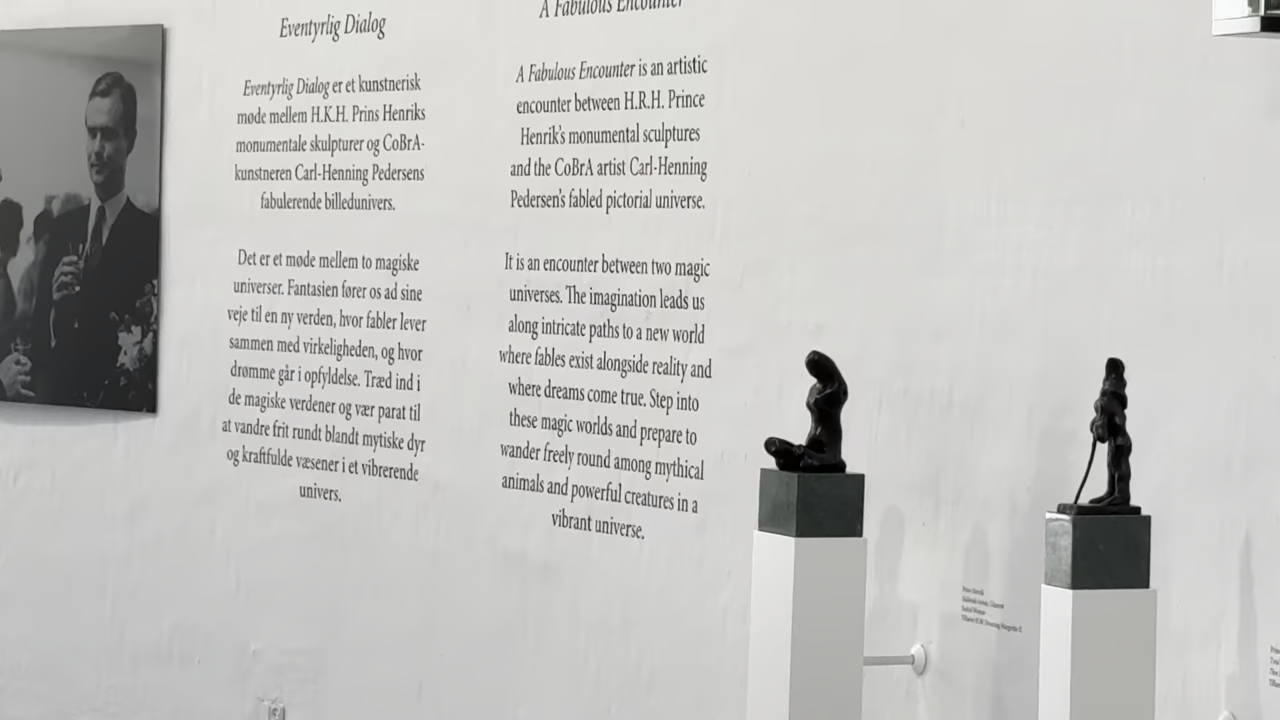 Eventyrlig Dialog
Eventyrlig Dialog er et kunstnerisk
møde mellem H.K.H. Prins Henriks
monumentale skulpturer og CoBrA-
kunstneren Carl-Henning Pedersens
fabulerende billedunivers.
Det er et møde mellem to magiske
universer. Fantasien fører os ad sine
veje til en ny verden, hvor fabler lever
sammen med virkeligheden, og hvor
drømme går i opfyldelse. Træd ind i
de magiske verdener og vær parat til
at vandre frit rundt blandt mytiske dyr
og kraftfulde væsener i et vibrerende
univers.
A Fabulous Encounter
A Fabulous Encounter is an artistic
encounter between H.R.H. Prince
Henrik's monumental sculptures
and the CoBrA artist Carl-Henning
Pedersen's fabled pictorial universe.
It is an encounter between two magic
universes. The imagination leads us
along intricate paths to a new world
where fables exist alongside reality and
where dreams come true. Step into
these magic worlds and prepare to
wander freely round among mythical
animals and powerful creatures in a
vibrant universe.
Prins Henrik